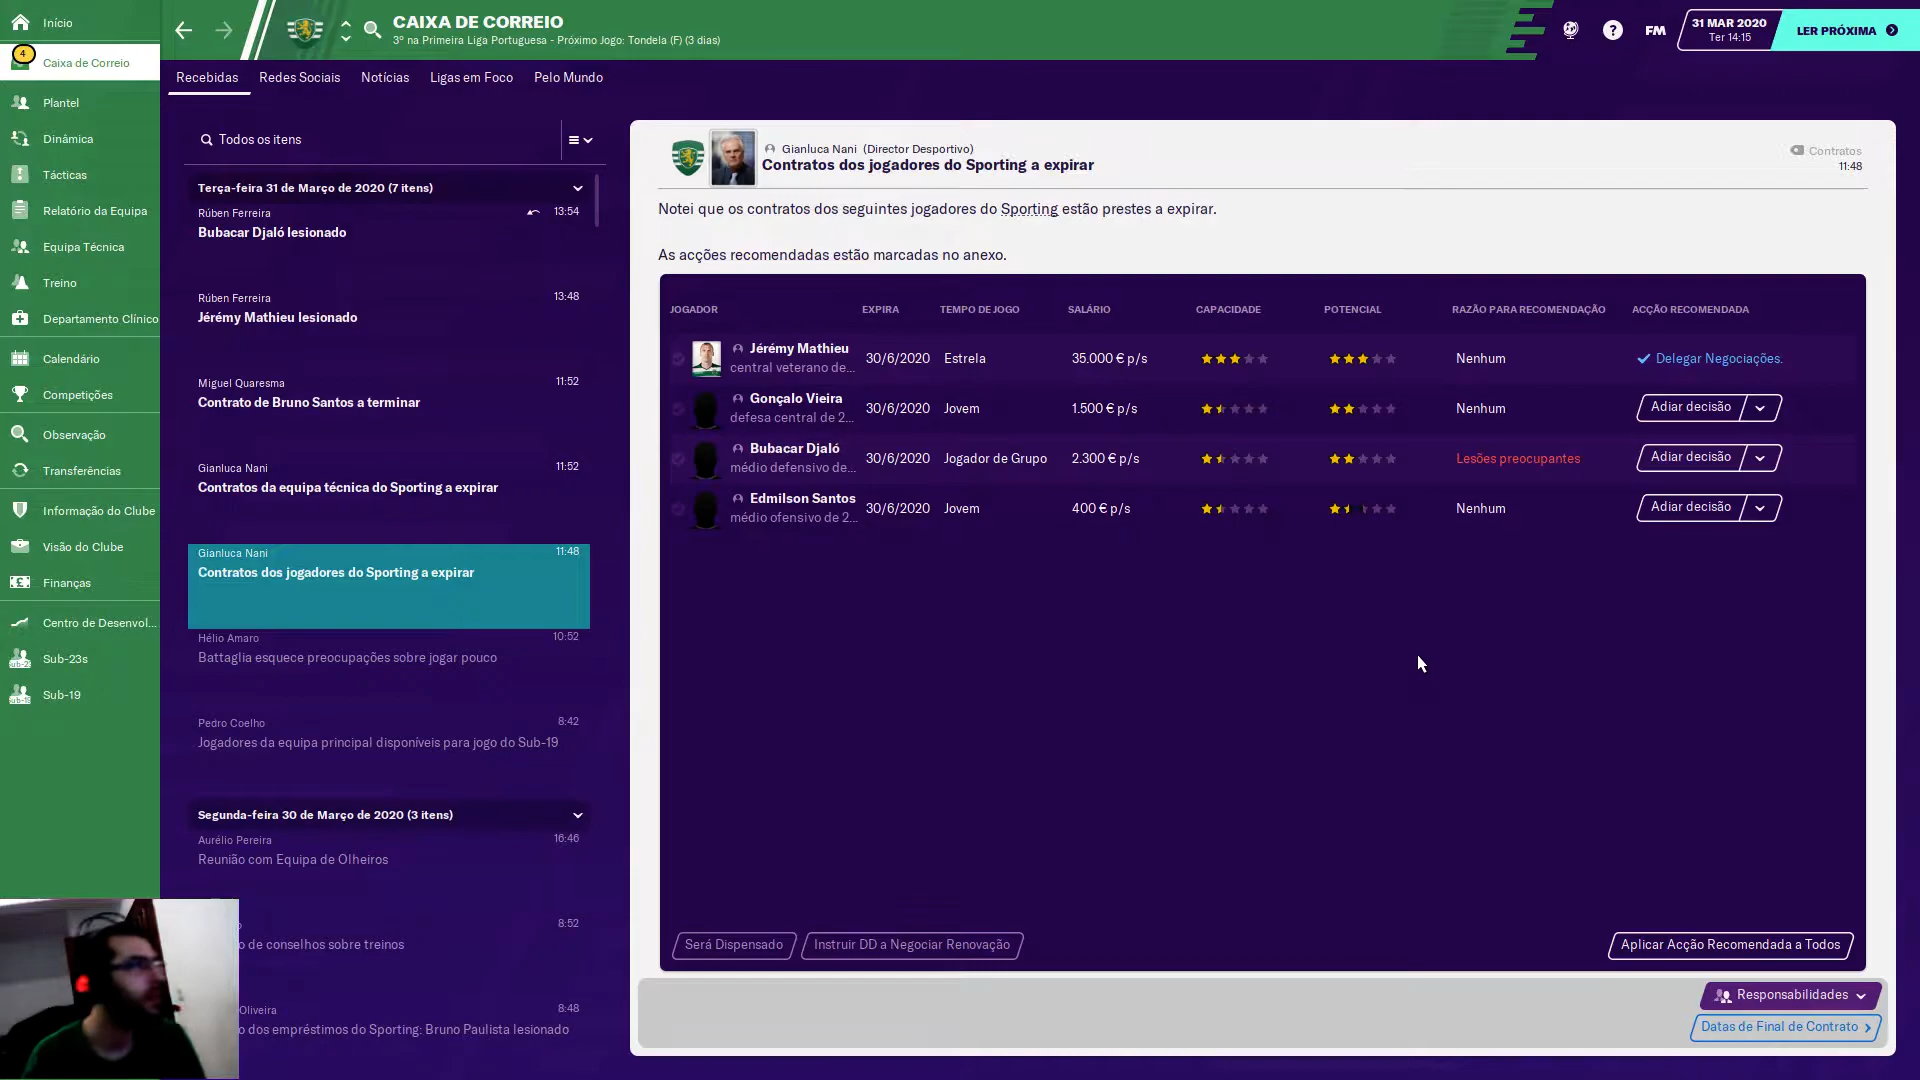 Início
CAIXA DE CORREIO
3º na Primeira Liga Portuguesa - Próximo Jogo: Tondela (F) (3 dias)
?
FM
31 MAR 2020
Ter 14:15
LER PRÓXIMA
4
Caixa de Correio
Plantel
Dinâmica
Tácticas
Relatório da Equipa
Equipa Técnica
Treino
Departamento Clínico
Calendário
Competições
Observação
Transferências
Informação do Clube
Visão do Clube
Finanças
Centro de Desenvol...
Sub-23s
Sub-19
Recebidas
Redes Sociais
Notícias
Ligas em Foco
Pelo Mundo
Todos os itens
Terça-feira 31 de Março de 2020 (7 itens)
Rúben Ferreira
13:54
Bubacar Djaló lesionado
Rúben Ferreira
13:48
Jérémy Mathieu lesionado
Miguel Quaresma
11:52
Contrato de Bruno Santos a terminar
Gianluca Nani
11:52
Contratos da equipa técnica do Sporting a expirar
Gianluca Nani
11:48
Contratos dos jogadores do Sporting a expirar
Hélio Amaro
10:52
Battaglia esquece preocupações sobre jogar pouco
Pedro Coelho
8:42
Jogadores da equipa principal disponíveis para jogo do Sub-19
Segunda-feira 30 de Março de 2020 (3 itens)
Aurélio Pereira
16:46
Reunião com Equipa de Olheiros
8:52
o de conselhos sobre treinos
Oliveira
8:48
o dos empréstimos do Sporting: Bruno Paulista lesionado
Gianluca Nani (Director Desportivo)
Contratos dos jogadores do Sporting a expirar
Contratos
11:48
Notei que os contratos dos seguintes jogadores do Sporting estão prestes a expirar.
As acções recomendadas estão marcadas no anexo.
JOGADOR EXPIRA TEMPO DE JOGO SALÁRIO CAPACIDADE POTENCIAL RAZÃO PARA RECOMENDAÇÃO ACÇÃO RECOMENDADA
Jérémy Mathieu
central veterano de...
30/6/2020 Estrela 35.000 € p/s Nenhum Delegar Negociações.
Gonçalo Vieira
defesa central de 2...
30/6/2020 Jovem 1.500 € p/s Nenhum Adiar decisão
Bubacar Djaló
médio defensivo de...
30/6/2020 Jogador de Grupo 2.300 € p/s Lesões preocupantes Adiar decisão
Edmilson Santos
médio ofensivo de 2...
30/6/2020 Jovem 400 € p/s Nenhum Adiar decisão
Será Dispensado
Instruir DD a Negociar Renovação
Aplicar Acção Recomendada a Todos
Responsabilidades
Datas de Final de Contrato